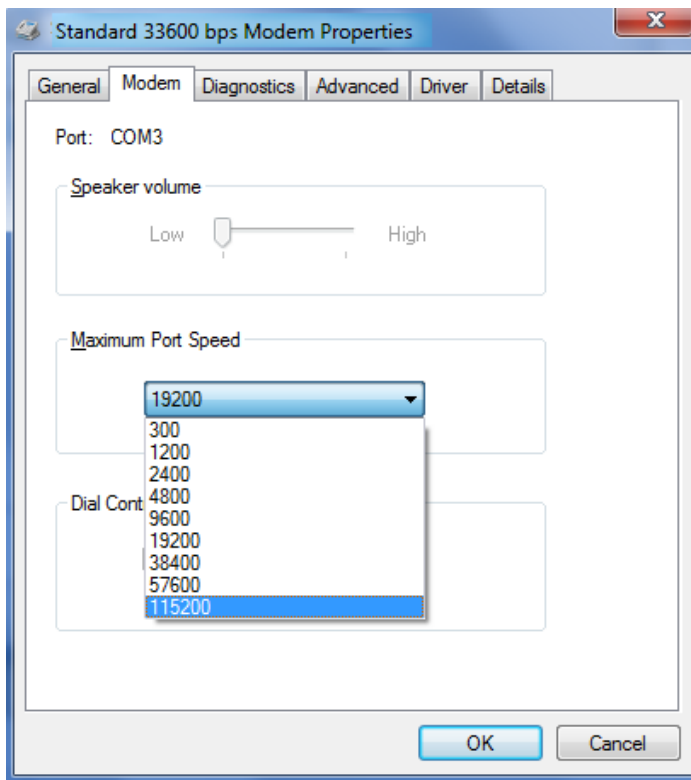 Standard 33600 bps Modem Properties
X
General Modem Diagnostics Advanced Driver Details
Port: COM3
Speaker volume
Low High
Maximum Port Speed
19200
300
1200
2400
4800
9600
19200
38400
57600
115200
Dial Cont
OK Cancel